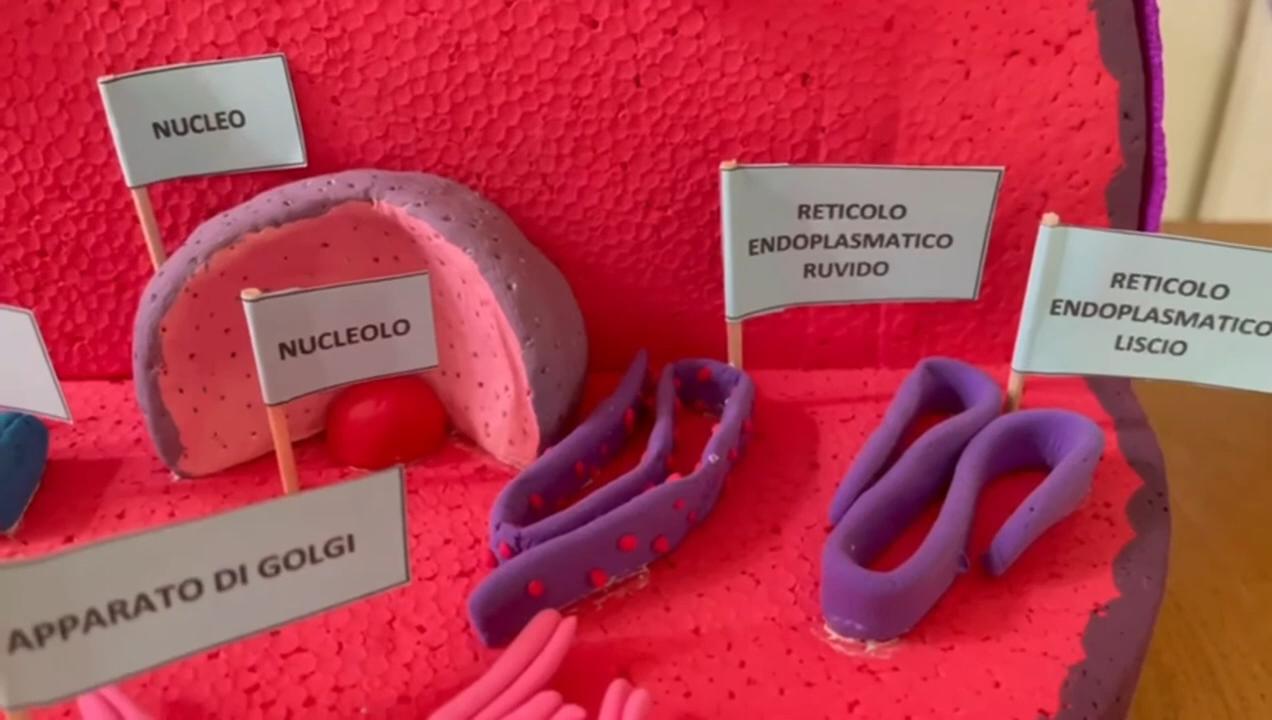 NUCLEO
NUCLEOLO
RETICOLO
ENDOPLASMATICO
RUVIDO
RETICOLO
ENDOPLASMATICO
LISCIO
APPARATO DI GOLGI